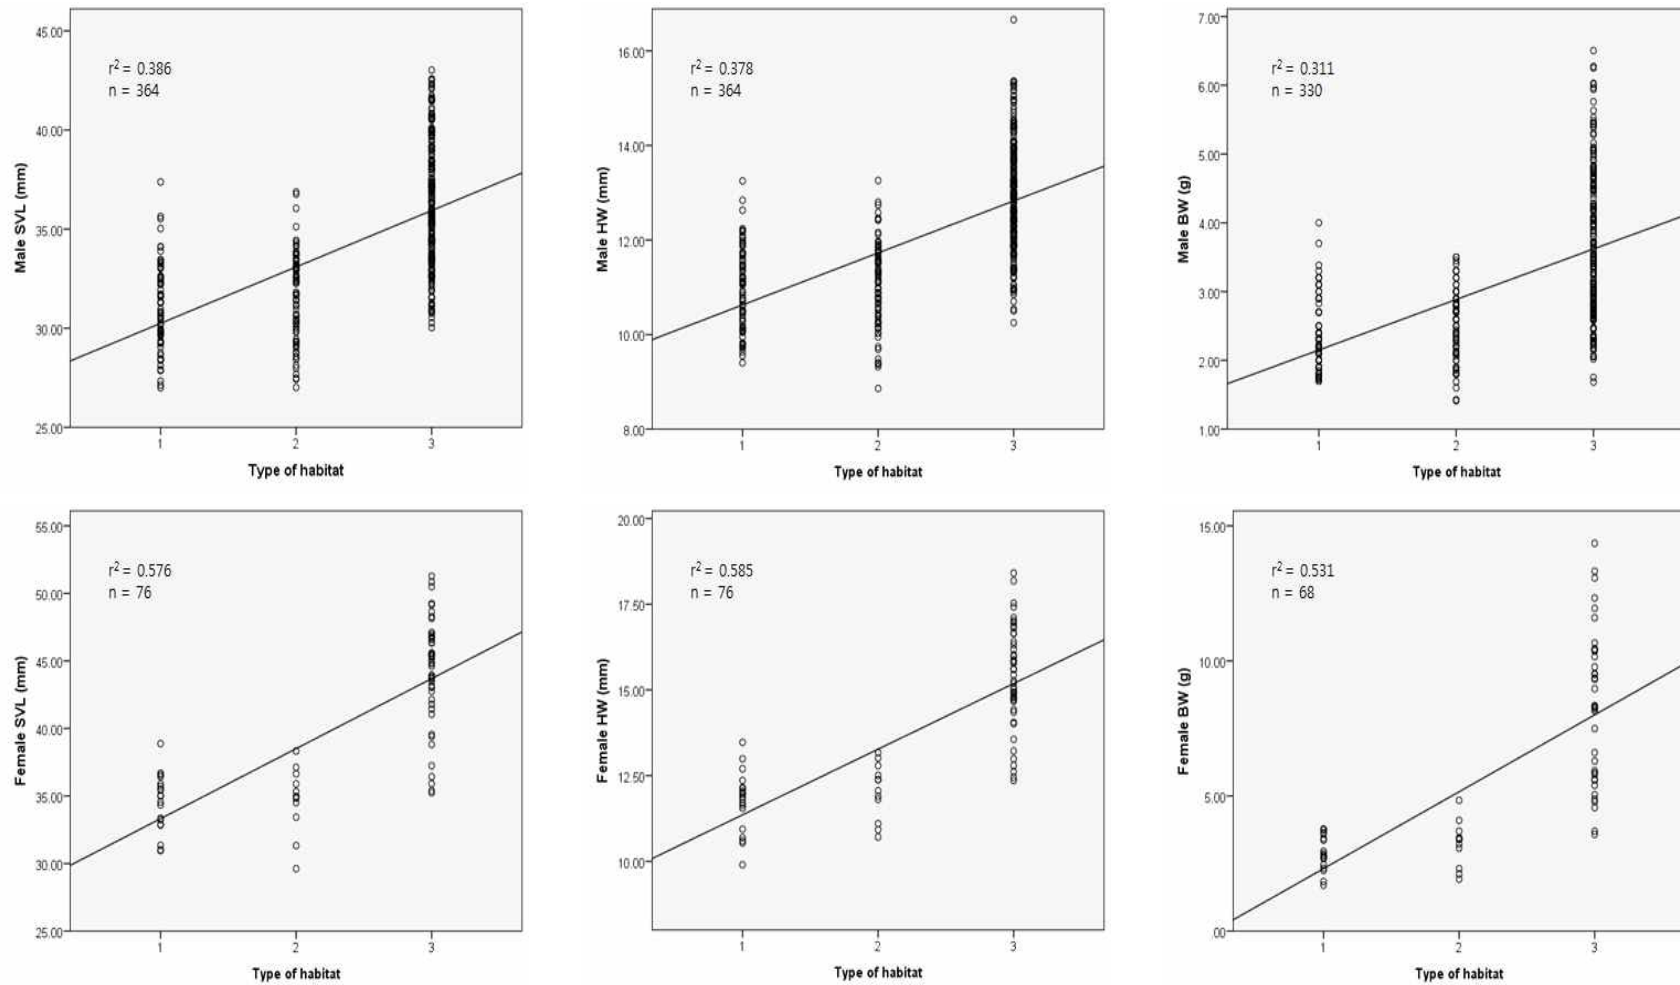 45.00
40.00
35.00
30.00
25.00
Male SVL (mm)
r² = 0.386
n = 364
1 2 3
Type of habitat
16.00
14.00
12.00
10.00
8.00
Male HW (mm)
r² = 0.378
n = 364
1 2 3
Type of habitat
7.00
6.00
5.00
4.00
3.00
2.00
1.00
Male BW (g)
r² = 0.311
n = 330
1 2 3
Type of habitat
55.00
50.00
45.00
40.00
35.00
30.00
25.00
Female SVL (mm)
r² = 0.576
n = 76
1 2 3
Type of habitat
20.00
17.50
15.00
12.50
10.00
Female HW (mm)
r² = 0.585
n = 76
1 2 3
Type of habitat
15.00
10.00
5.00
.00
Female BW (g)
r² = 0.531
n = 68
1 2 3
Type of habitat